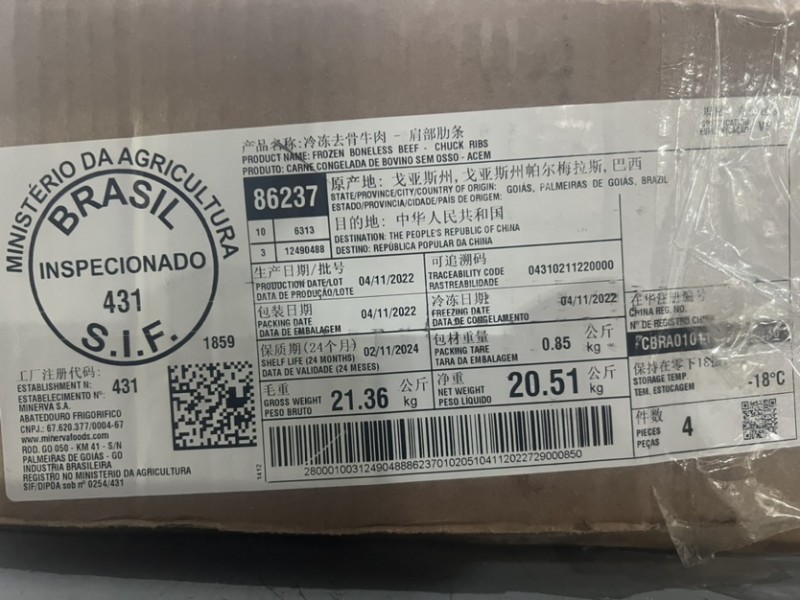 MINISTÉRIO DA AGRICULTURA
BRASIL
INSPECIONADO
431
S.I.F.
1859
工厂注册代码:
ESTABLISHMENT N: 431
ESTABELECIMENTO Nº:
MINERVA S.A.
ABATEDOURO FRIGORIFICO
CNPJ: 67.620.377/0004-67
www.minervafoods.com
ROD. GO 050 - KM 41 - S/N
PALMEIRAS DE GOIAS - GO
INDUSTRIA BRASILEIRA
REGISTRO NO MINISTERIO DA AGRICULTURA
SIF/DIPOA sob nº 0254/431
产品名称:冷冻去骨牛肉 - 肩部肋条
PRODUCT NAME: FROZEN BONELESS BEEF - CHUCK RIBS
PRODUTO: CARNE CONGELADA DE BOVINO SEM OSSO - ACEM
86237
10 6313
3 12490488
原产地: 戈亚斯州, 戈亚斯州帕尔梅拉斯, 巴西
STATE/PROVINCE/CITY/COUNTRY OF ORIGIN: GOIÁS, PALMEIRAS DE GOIÁS, BRAZIL
ESTADO/PROVINCIA/CIDADE/PAIS DE ORIGEM:
目的地: 中华人民共和国
DESTINATION: THE PEOPLE'S REPUBLIC OF CHINA
DESTINO: REPÚBLICA POPULAR DA CHINA
生产日期/批号
PRODUCTION DATE/LOT 04/11/2022
DATA DE PRODUÇÃO/LOTE
可追溯码
TRACEABILITY CODE 04310211220000
RASTREABILIDADE
包装日期
PACKING DATE 04/11/2022
DATA DE EMBALAGEM
冷冻日期
FREEZING DATE 04/11/2022
DATA DE CONGELAMENTO
在华注册编号
CHINA REG. NO.
Nº DE REGISTRO CHINA
保质期(24个月)
SHELF LIFE (24 MONTHS) 02/11/2024
DATA DE VALIDADE (24 MESES)
包材重量 公斤
PACKING TARE 0.85 kg
TARA DA EMBALAGEM
保持在零下18
STORAGE TEMP. -18°C
TEM. ESTOCAGEM
毛重 公斤
GROSS WEIGHT 21.36 kg
PESO BRUTO
净重 公斤
NET WEIGHT 20.51 kg
PESO LÍQUIDO
件数
PIECES 4
PEÇAS
1412